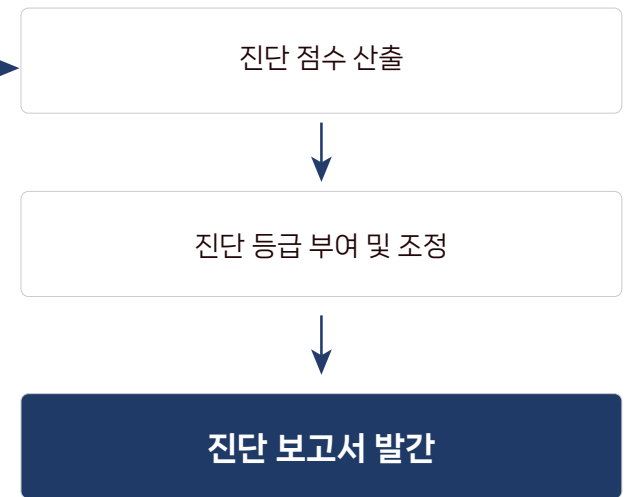 진단 점수 산출
진단 등급 부여 및 조정
진단 보고서 발간